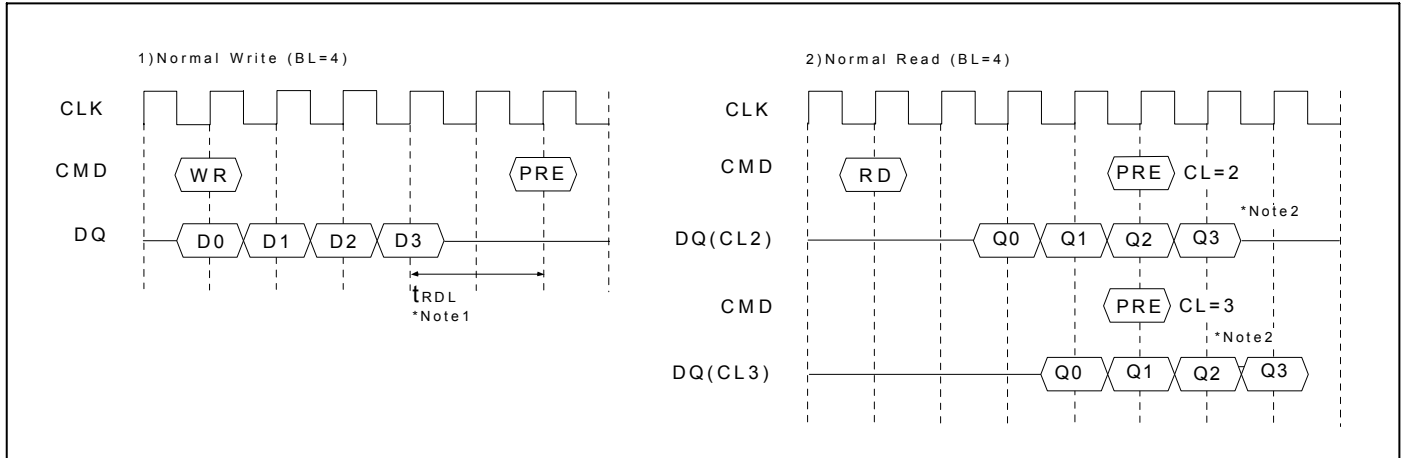 1)Normal Write (BL=4)
CLK
CMD WR PRE
DQ D0 D1 D2 D3
tRDL
*Note1
2)Normal Read (BL=4)
CLK
CMD RD PRE CL=2
*Note2
DQ(CL2) Q0 Q1 Q2 Q3
CMD PRE CL=3
*Note2
DQ(CL3) Q0 Q1 Q2 Q3